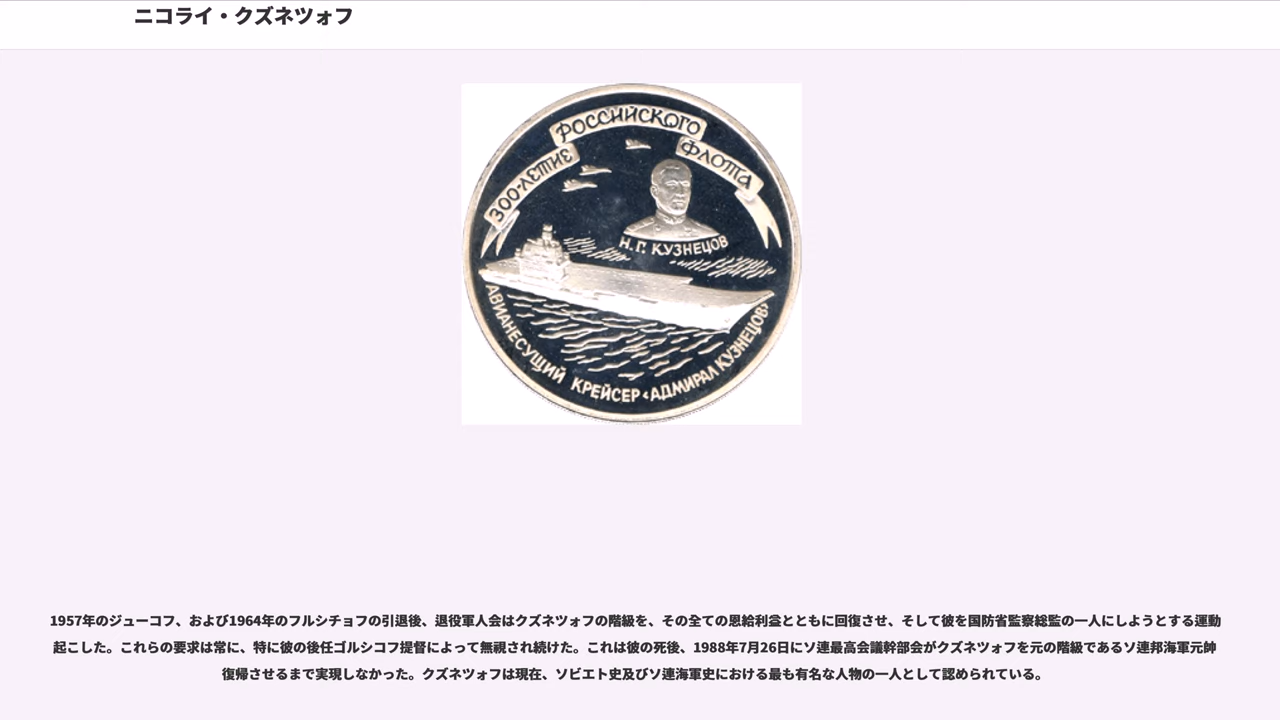 ニコライ・クズネツォフ
300-ЛЕТИЕ РОССИЙСКОГО ФЛОТА
Н.Г. КУЗНЕЦОВ
АВИАНЕСУЩИЙ КРЕЙСЕР «АДМИРАЛ КУЗНЕЦОВ»
1957年のジューコフ、および1964年のフルシチョフの引退後、退役軍人会はクズネツォフの階級を、その全ての恩給利益とともに回復させ、そして彼を国防省監察総監の一人にしようとする運動
起こした。これらの要求は常に、特に彼の後任ゴルシコフ提督によって無視され続けた。これは彼の死後、1988年7月26日にソ連最高会議幹部会がクズネツォフを元の階級であるソ連邦海軍元帥
復帰させるまで実現しなかった。クズネツォフは現在、ソビエト史及びソ連海軍史における最も有名な人物の一人として認められている。